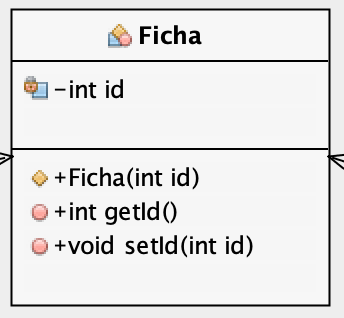 Ficha
-int id
+Ficha(int id)
+int getId()
+void setId(int id)